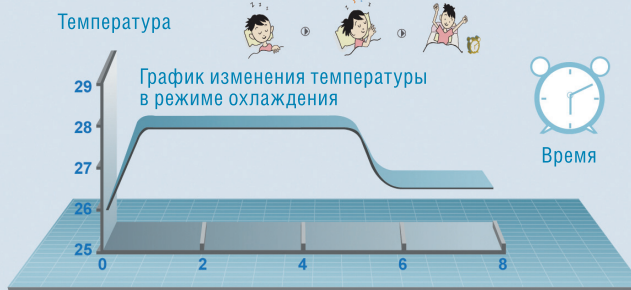 Температура
z z z
z z z
График изменения температуры
в режиме охлаждения
Время
29
28
27
26
25
0 2 4 6 8